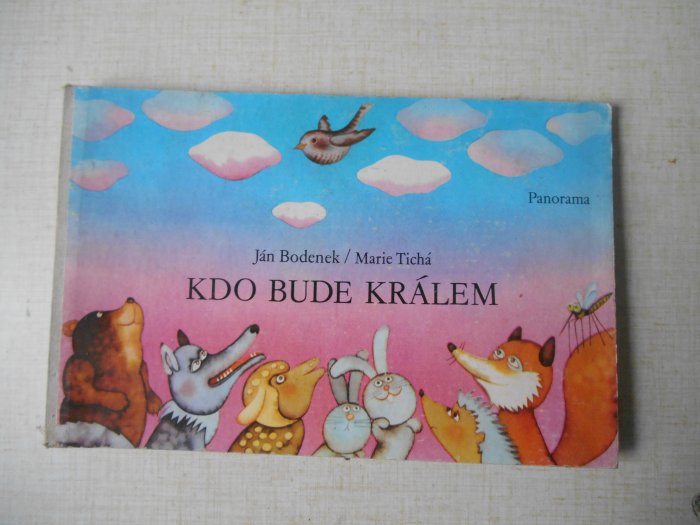 Panorama
Ján Bodenek / Marie Tichá
KDO BUDE KRÁLEM